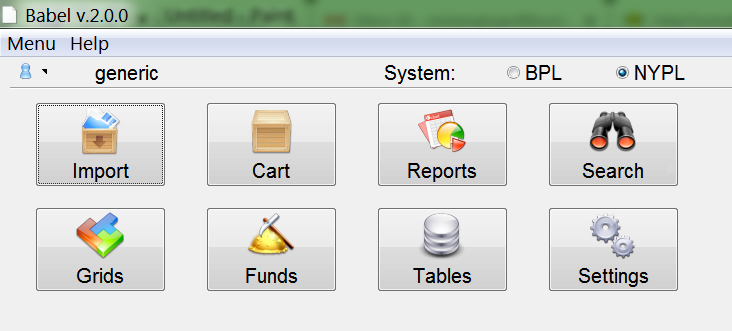 Babel v.2.0.0
Menu Help
generic System: BPL NYPL
Import Cart Reports Search
Grids Funds Tables Settings